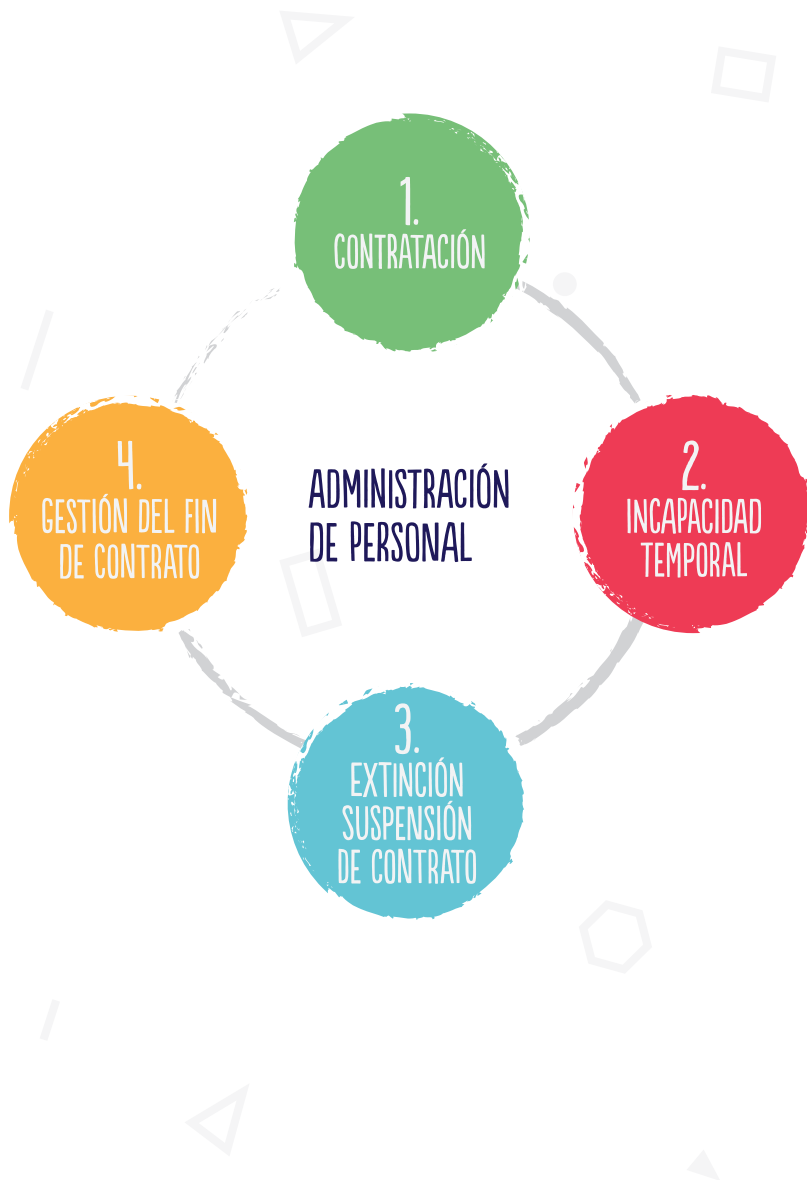 1.
CONTRATACIÓN
2.
INCAPACIDAD
TEMPORAL
ADMINISTRACIÓN
DE PERSONAL
4.
GESTIÓN DEL FIN
DE CONTRATO
3.
EXTINCIÓN
SUSPENSIÓN
DE CONTRATO